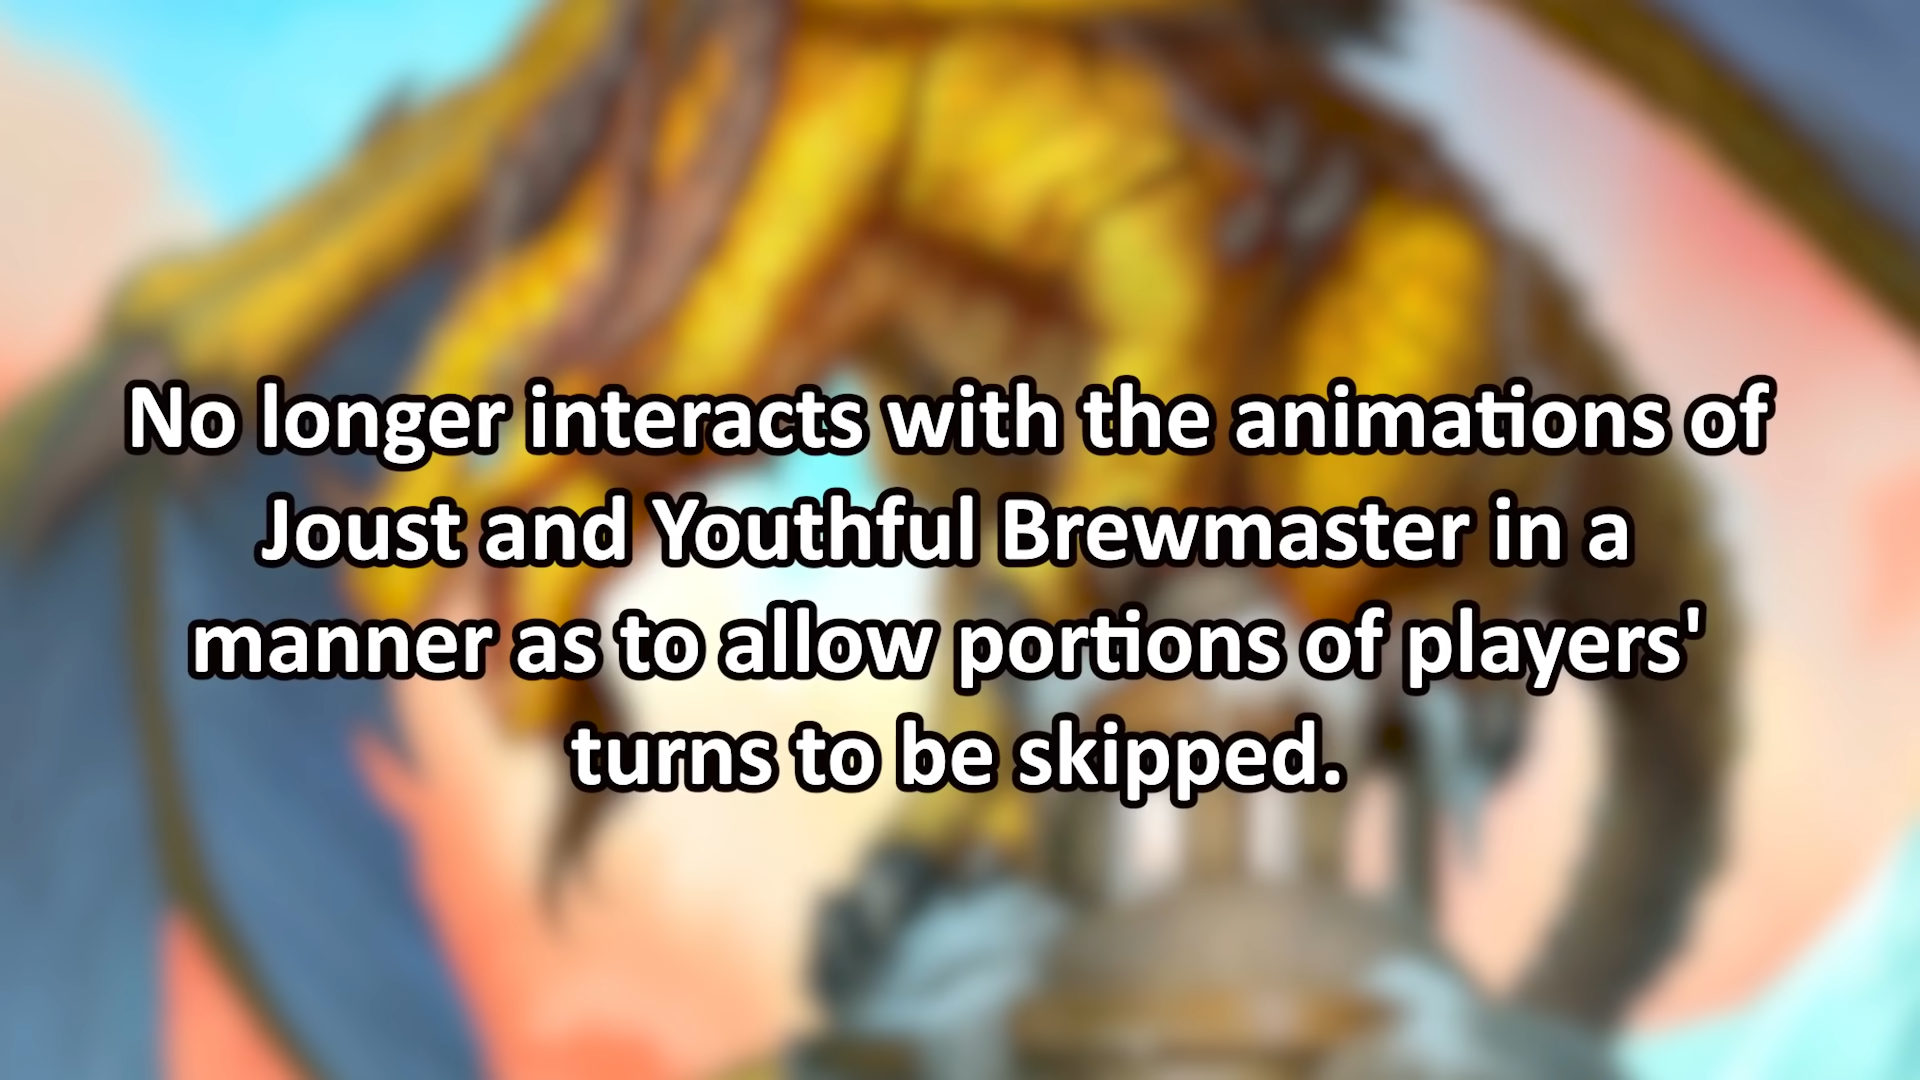 No longer interacts with the animations of
Joust and Youthful Brewmaster in a
manner as to allow portions of players'
turns to be skipped.